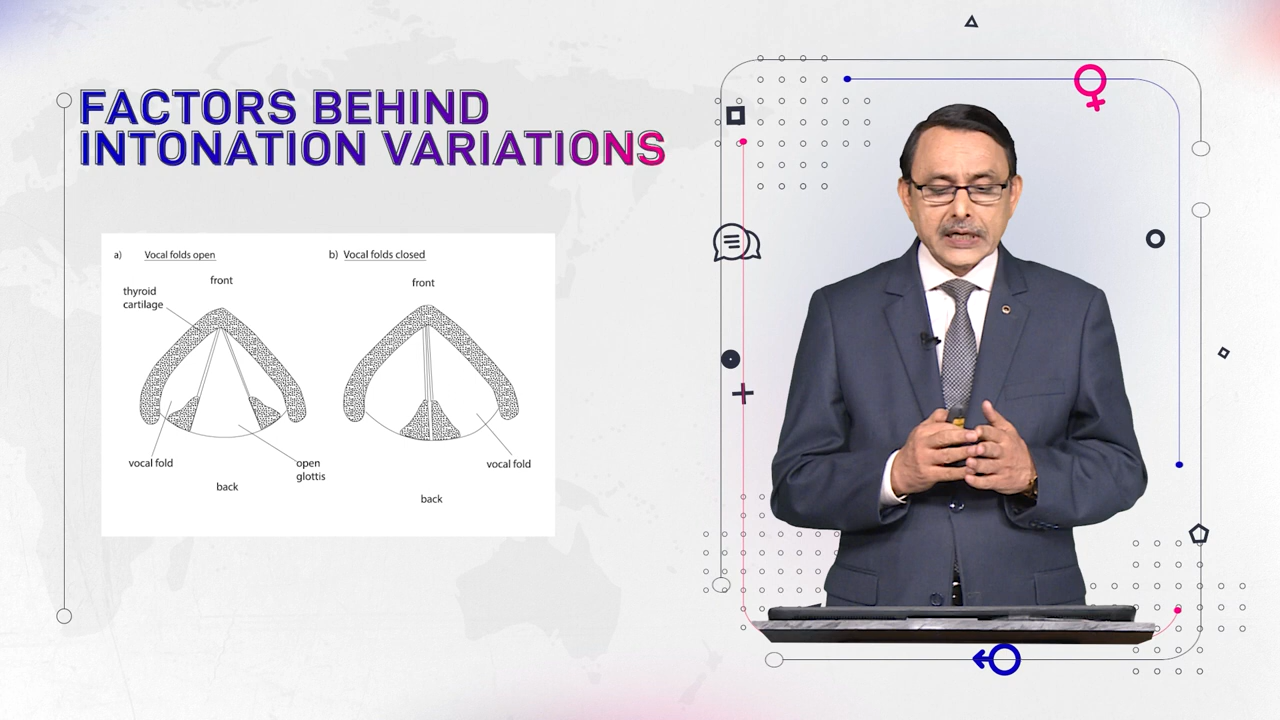 FACTORS BEHIND
INTONATION VARIATIONS
a) Vocal folds open
front
thyroid
cartilage
vocal fold
open
glottis
back
b) Vocal folds closed
front
vocal fold
back